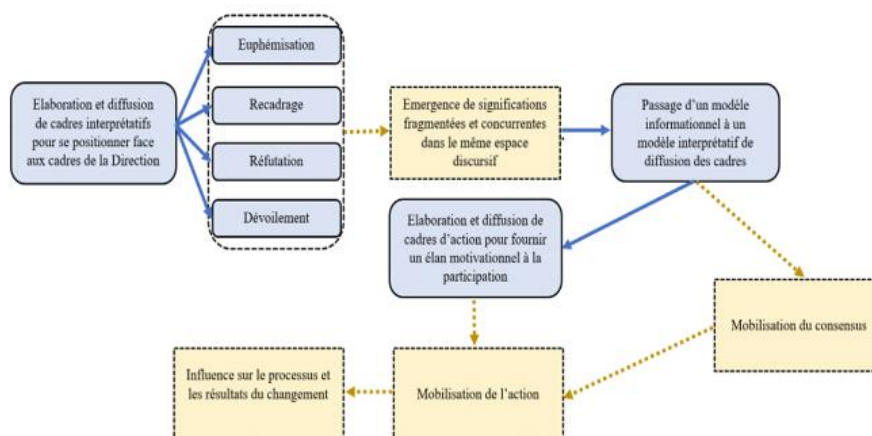 Elaboration et diffusion
de cadres interprétatifs
pour se positionner face
aux cadres de la Direction
Euphémisation
Recadrage
Réfutation
Dévoilement
Emergence de significations
fragmentées et concurrentes
dans le même espace
discursif
Passage d'un modèle
informationnel à un
modèle interprétatif de
diffusion des cadres
Elaboration et diffusion de
cadres d'action pour fournir
un élan motivationnel à la
participation
Mobilisation du consensus
Mobilisation de l'action
Influence sur le processus et
les résultats du changement